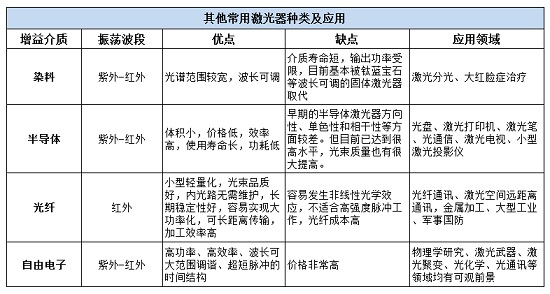 其他常用激光器种类及应用
增益介质 振荡波段 优点 缺点 应用领域
染料 紫外-红外 光谱范围较宽，波长可调
介质寿命短，输出功率受
限，目前基本被钛蓝宝石
等波长可调的固体激光器
取代
激光分光、大红脸症治疗
半导体 紫外-红外
体积小，价格低，效率
高，使用寿命长，功耗低
早期的半导体激光器方向
性、单色性和相干性等方
面较差。但目前已达到很
高水平，光束质量也有很
大提高。
光盘、激光打印机、激光笔
、光通信、激光电视、小型
激光投影仪
光纤 红外
小型轻量化，光束品质
好，内光路无需维护，长
期稳定性好，容易实现大
功率化，可长距离传输，
加工效率高
容易发生非线性光学效
应，不适合高强度脉冲工
作，光纤成本高
光纤通讯、激光空间远距离
通讯，金属加工、大型工业
、军事国防
自由电子 紫外-红外
高功率、高效率、波长可
大范围调谐、超短脉冲的
时间结构
价格非常高
物理学研究、激光武器、激
光聚变、光化学、光通讯等
领域均有可观前景